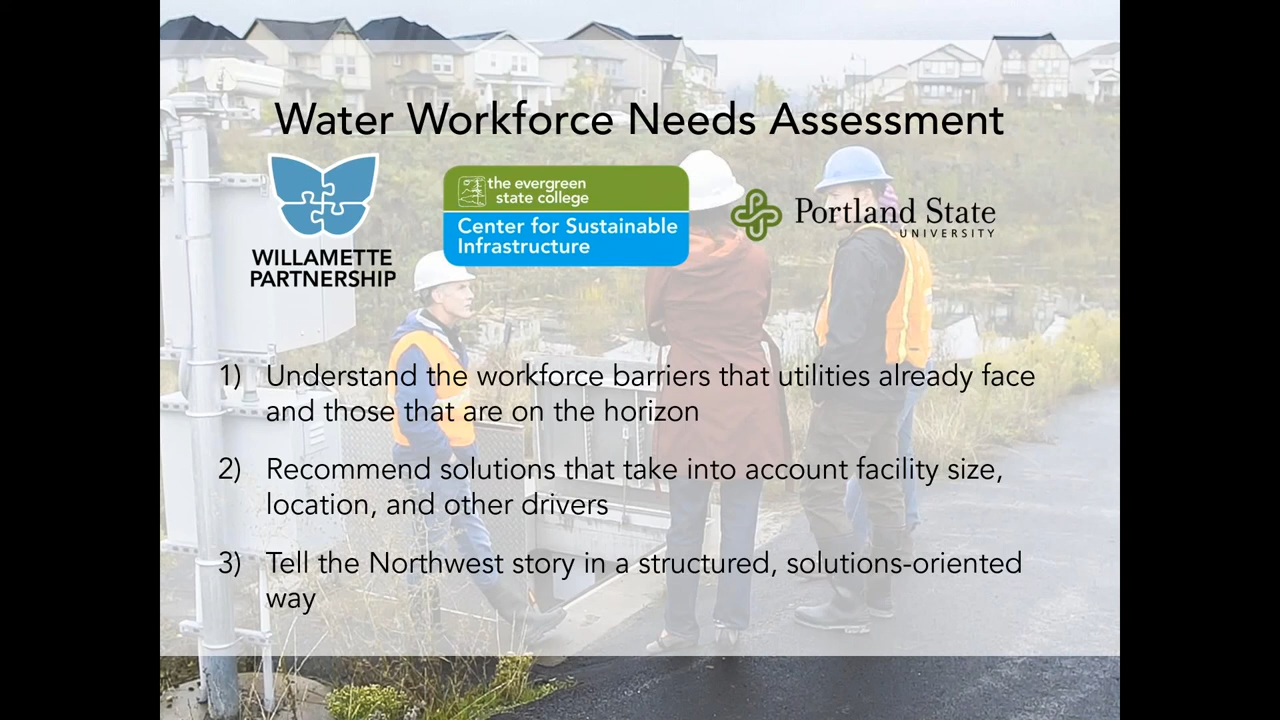 Water Workforce Needs Assessment
WILLAMETTE
PARTNERSHIP
the evergreen
state college
Center for Sustainable
Infrastructure
Portland State
UNIVERSITY
1) Understand the workforce barriers that utilities already face
and those that are on the horizon
2) Recommend solutions that take into account facility size,
location, and other drivers
3) Tell the Northwest story in a structured, solutions-oriented
way